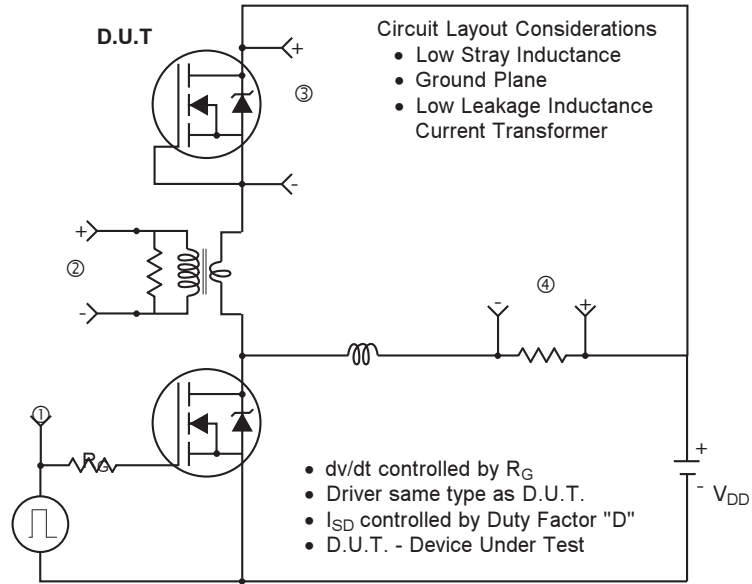 D.U.T
+
③
-
Circuit Layout Considerations
• Low Stray Inductance
• Ground Plane
• Low Leakage Inductance
Current Transformer
+
②
-
-
④
+
①
RG
• dv/dt controlled by RG
• Driver same type as D.U.T.
• ISD controlled by Duty Factor "D"
• D.U.T. - Device Under Test
+
-
VDD